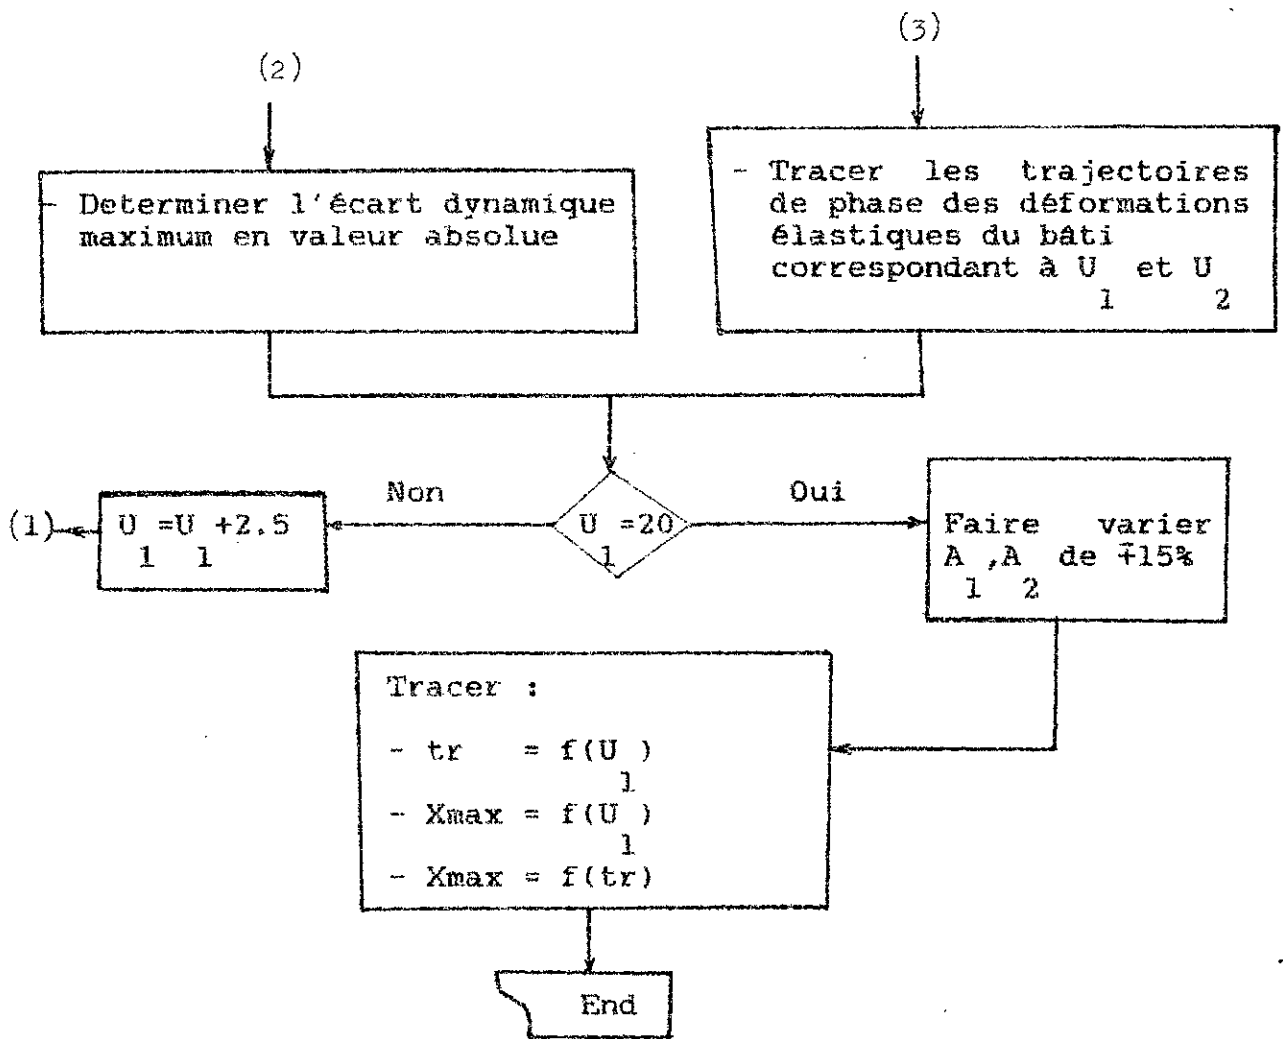 (3)
(2)
- Determiner l'écart dynamique
maximum en valeur absolue
- Tracer les trajectoires
de phase des déformations
élastiques du bâti
correspondant à U et U
1 2
Non
Oui
(1)
U =U +2.5
1 1
U =20
1
Faire varier
A ,A de ∓15%
1 2
Tracer :
- tr = f(U )
1
- Xmax = f(U )
1
- Xmax = f(tr)
End